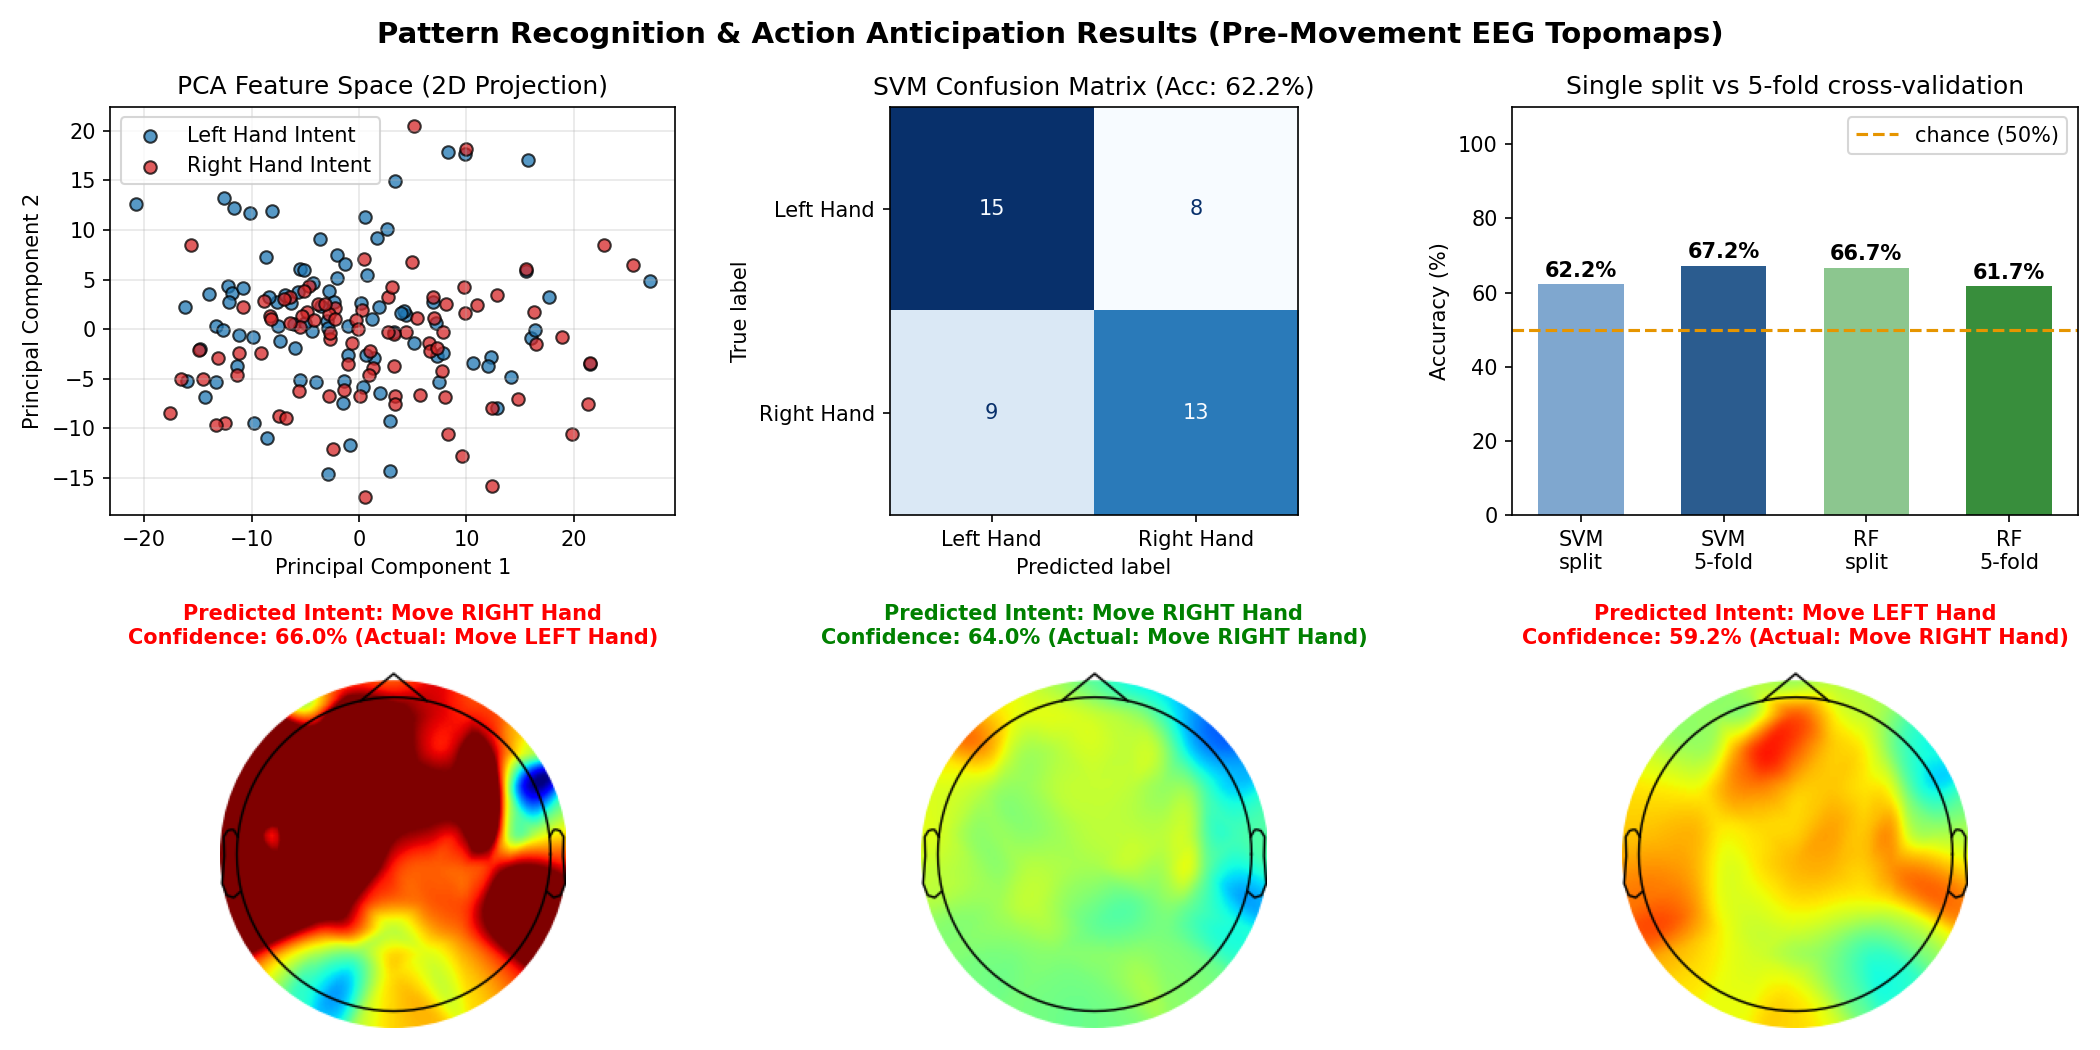 Pattern Recognition & Action Anticipation Results (Pre-Movement EEG Topomaps)
PCA Feature Space (2D Projection)
Left Hand Intent
Right Hand Intent
20
15
10
5
0
−5
−10
−15
Principal Component 2
−20
−10
0
10
20
Principal Component 1
SVM Confusion Matrix (Acc: 62.2%)
True label
Left Hand
Right Hand
15
8
9
13
Left Hand
Right Hand
Predicted label
Single split vs 5-fold cross-validation
chance (50%)
Accuracy (%)
100
80
60
40
20
0
62.2%
67.2%
66.7%
61.7%
SVM
split
SVM
5-fold
RF
split
RF
5-fold
Predicted Intent: Move RIGHT Hand
Confidence: 66.0% (Actual: Move LEFT Hand)
Predicted Intent: Move RIGHT Hand
Confidence: 64.0% (Actual: Move RIGHT Hand)
Predicted Intent: Move LEFT Hand
Confidence: 59.2% (Actual: Move RIGHT Hand)